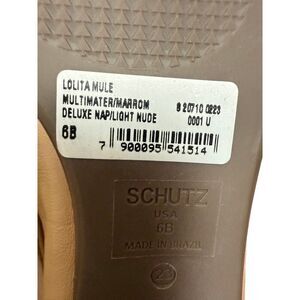 LOLITA MULE
MULTIMATER/MARROM S 20710 0223
DELUXE NAP/LIGHT NUDE 0001 U
6B
7 900095 541514
SCHUTZ
USA
6B
MADE IN BRAZIL
23